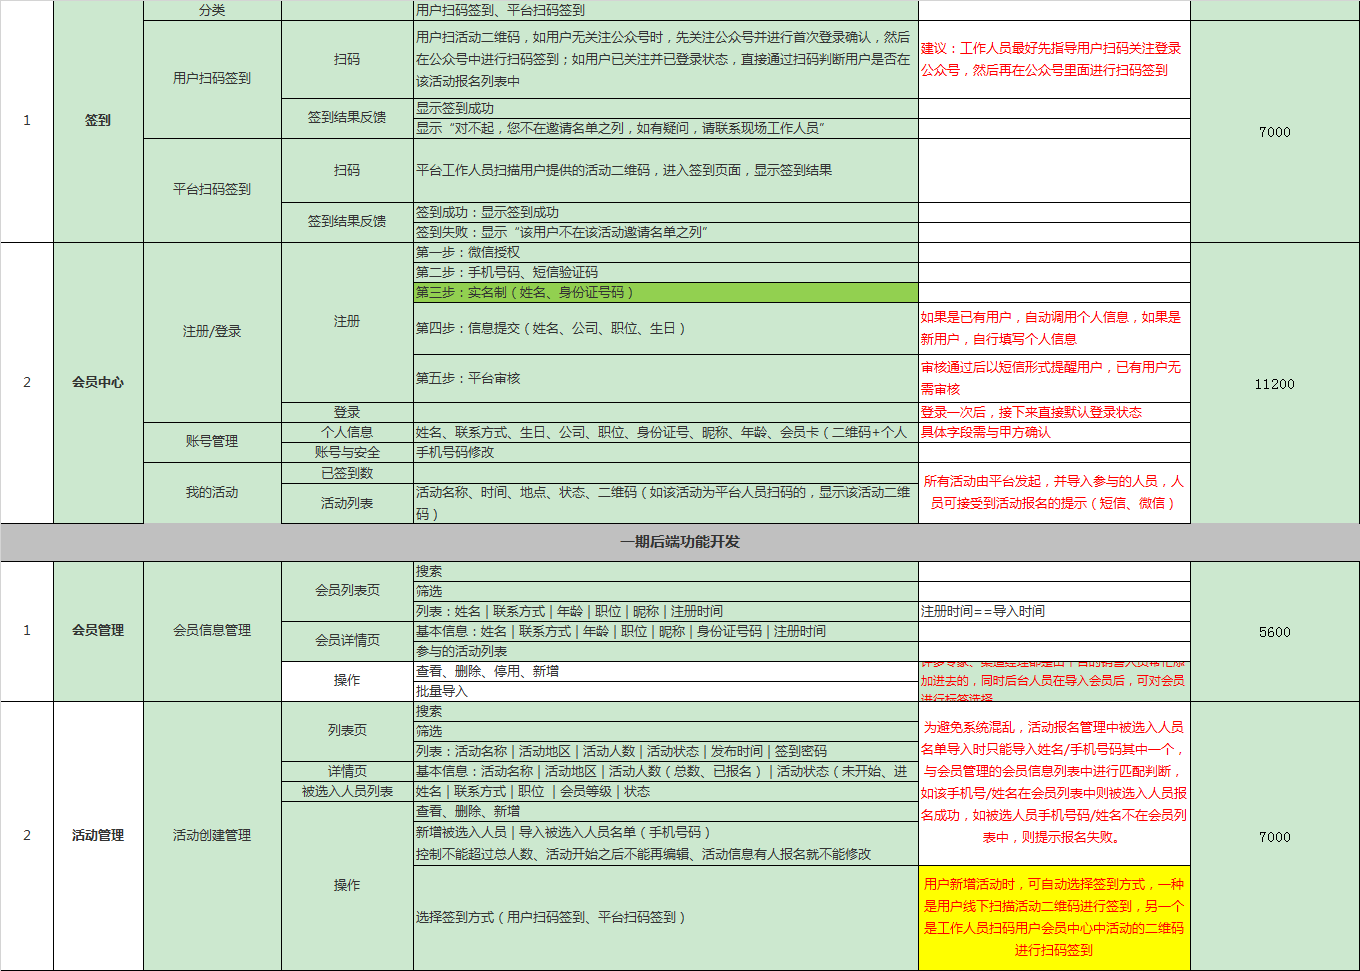 分类
用户扫码签到、平台扫码签到
1
签到
用户扫码签到
扫码
用户扫活动二维码，如用户无关注公众号时，先关注公众号并进行首次登录确认，然后
在公众号中进行扫码签到；如用户已关注并已登录状态，直接通过扫码判断用户是否在
该活动报名列表中
建议：工作人员最好先指导用户扫码关注登录
公众号，然后再在公众号里面进行扫码签到
7000
签到结果反馈
显示签到成功
显示“对不起，您不在邀请名单之列，如有疑问，请联系现场工作人员”
平台扫码签到
扫码
平台工作人员扫描用户提供的活动二维码，进入签到页面，显示签到结果
签到结果反馈
签到成功：显示签到成功
签到失败：显示“该用户不在该活动邀请名单之列”
2
会员中心
注册/登录
注册
第一步：微信授权
第二步：手机号码、短信验证码
第三步：实名制（姓名、身份证号码）
第四步：信息提交（姓名、公司、职位、生日）
如果是已有用户，自动调用个人信息，如果是
新用户，自行填写个人信息
第五步：平台审核
审核通过后以短信形式提醒用户，已有用户无
需审核
11200
登录
登录一次后，接下来直接默认登录状态
账号管理
个人信息
姓名、联系方式、生日、公司、职位、身份证号、昵称、年龄、会员卡（二维码+个人
具体字段需与甲方确认
账号与安全
手机号码修改
我的活动
已签到数
活动列表
活动名称、时间、地点、状态、二维码（如该活动为平台人员扫码的，显示该活动二维
码）
所有活动由平台发起，并导入参与的人员，人
员可接受到活动报名的提示（短信、微信）
一期后端功能开发
1
会员管理
会员信息管理
会员列表页
搜索
筛选
列表：姓名|联系方式|年龄|职位|昵称|注册时间
注册时间==导入时间
会员详情页
基本信息：姓名|联系方式|年龄|职位|昵称|身份证号码|注册时间
参与的活动列表
5600
操作
查看、删除、停用、新增
批量导入
许多专家、渠道经理都是由平台的销售人员帮忙添
加进去的，同时后台人员在导入会员后，可对会员
进行标签选择
2
活动管理
活动创建管理
列表页
搜索
筛选
列表：活动名称|活动地区|活动人数|活动状态|发布时间|签到密码
详情页
基本信息：活动名称|活动地区|活动人数（总数、已报名）|活动状态（未开始、进
被选入人员列表
姓名|联系方式|职位 |会员等级|状态
操作
查看、删除、新增
新增被选入人员|导入被选入人员名单（手机号码）
控制不能超过总人数、活动开始之后不能再编辑、活动信息有人报名就不能修改
为避免系统混乱，活动报名管理中被选入人员
名单导入时只能导入姓名/手机号码其中一个，
与会员管理的会员信息列表中进行匹配判断，
如该手机号/姓名在会员列表中则被选入人员报
名成功，如被选人员手机号码/姓名不在会员列
表中，则提示报名失败。
7000
选择签到方式（用户扫码签到、平台扫码签到）
用户新增活动时，可自动选择签到方式，一种
是用户线下扫描活动二维码进行签到，另一个
是工作人员扫码用户会员中心中活动的二维码
进行扫码签到